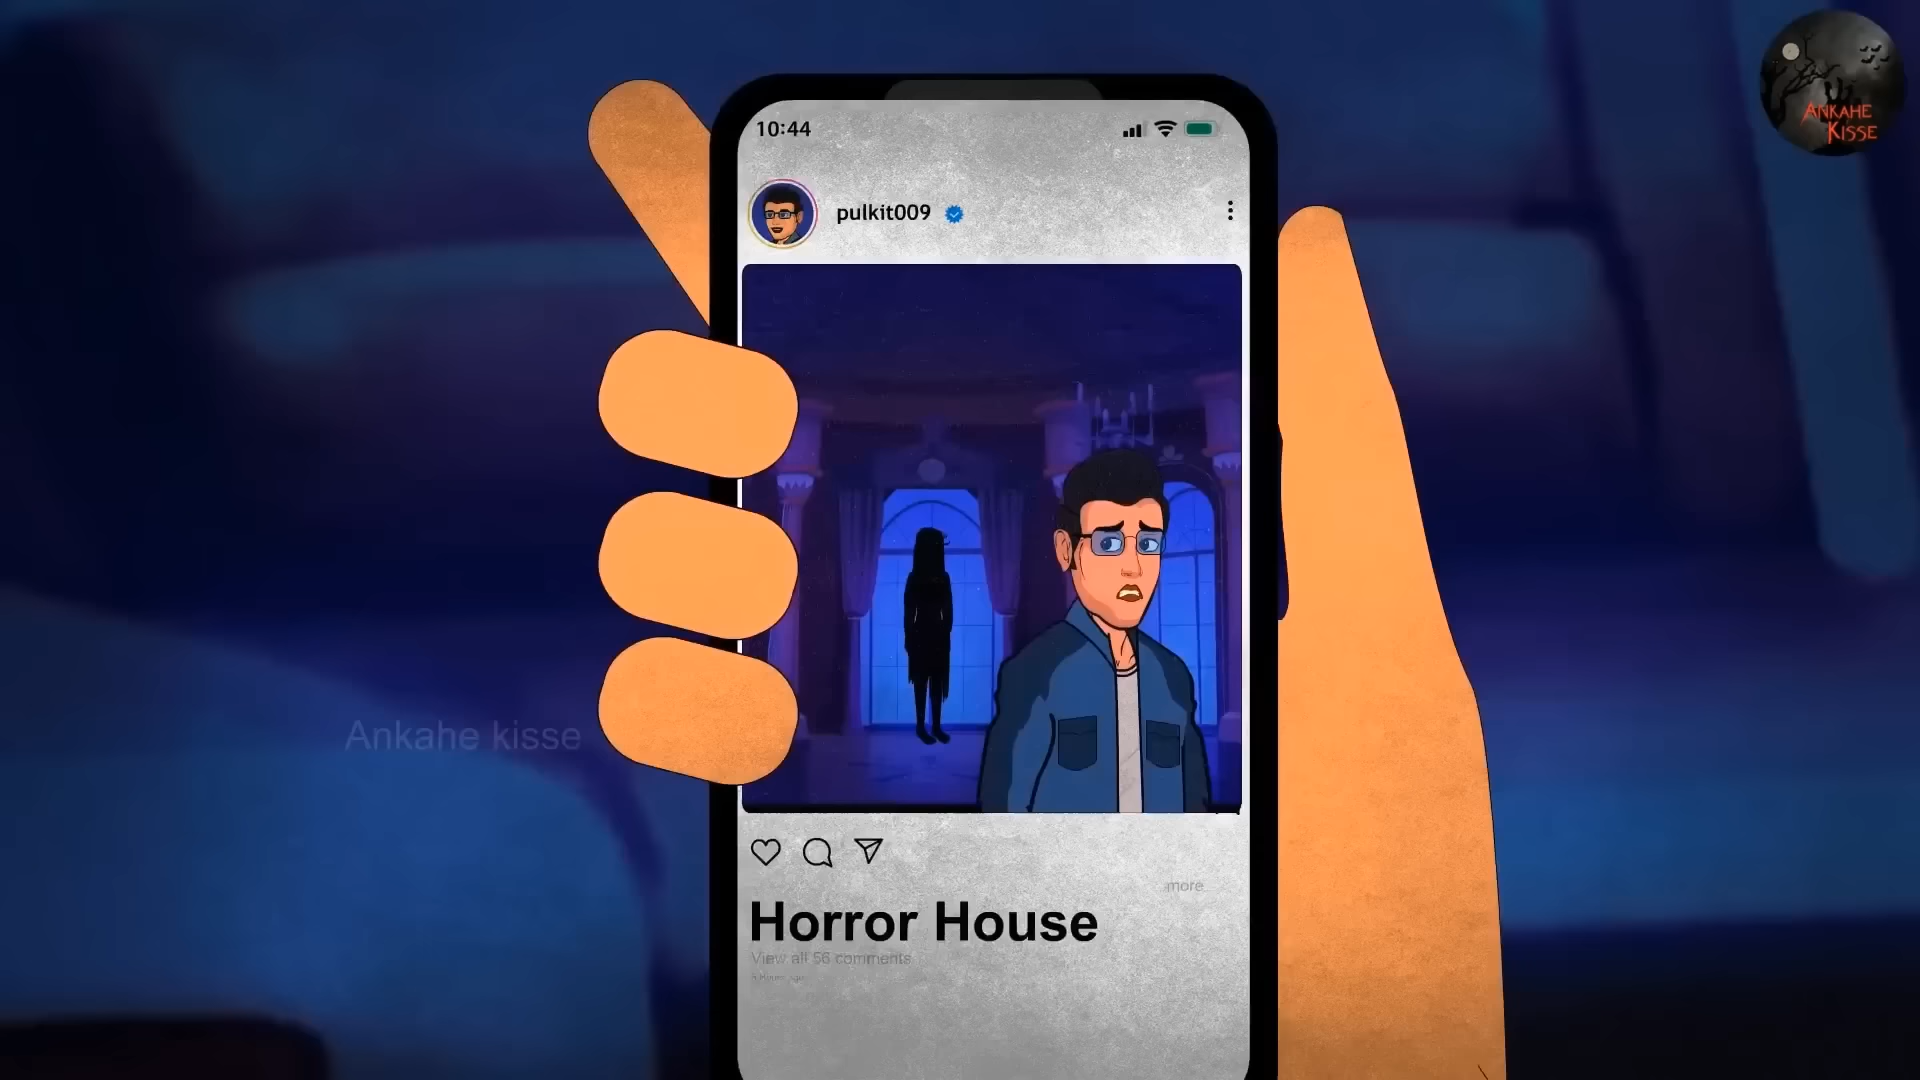 10:44
ANKAHE
KISSE
pulkit009
Ankahe kisse
more
Horror House
View all 56 comments